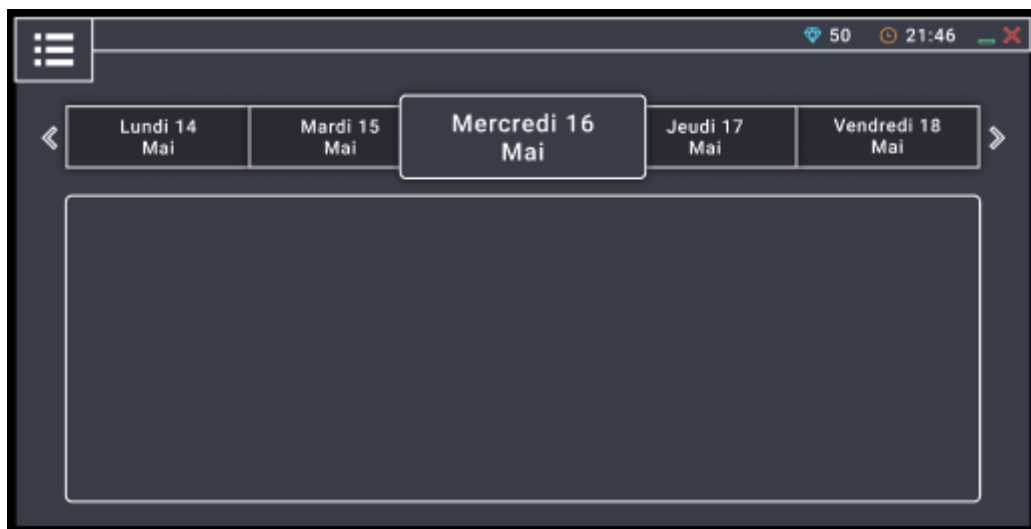 50 21:46
Lundi 14
Mai
Mardi 15
Mai
Mercredi 16
Mai
Jeudi 17
Mai
Vendredi 18
Mai